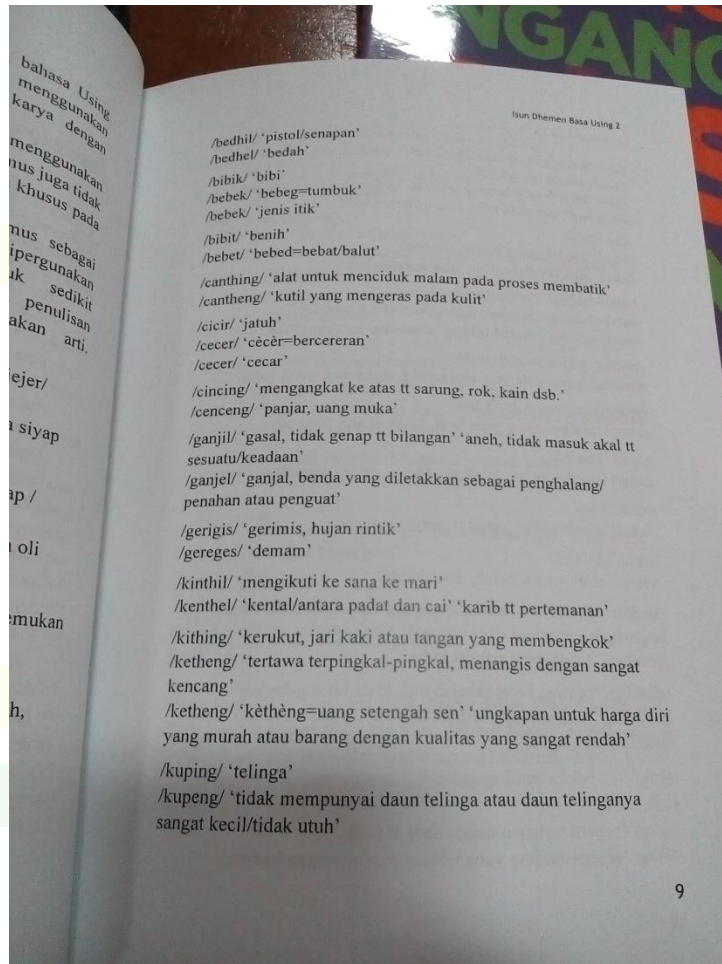 NGANG
bahasa Using
menggunakan
karya dengan
menggunakan
nus juga tidak
khusus pada
nus sebagai
ipergunakan
uk sedikit
penulisan
akan arti.
ejer/
a siyap
ap /
oli
emukan
h,
Isun Dhemen Basa Using 2
/bedhil/ ‘pistol/senapan’
/bedhel/ ‘bedah’
/bibik/ ‘bibi’
/bebek/ ‘bebeg=tumbuk’
/bebek/ ‘jenis itik’
/bibit/ ‘benih’
/bebet/ ‘bebed=bebat/balut’
/canthing/ ‘alat untuk menciduk malam pada proses membatik’
/cantheng/ ‘kutil yang mengeras pada kulit’
/cicir/ ‘jatuh’
/cecer/ ‘cècèr=bercereran’
/cecer/ ‘cecar’
/cincing/ ‘mengangkat ke atas tt sarung, rok, kain dsb.’
/cenceng/ ‘panjar, uang muka’
/ganjil/ ‘gasal, tidak genap tt bilangan’ ‘aneh, tidak masuk akal tt
sesuatu/keadaan’
/ganjel/ ‘ganjal, benda yang diletakkan sebagai penghalang/
penahan atau penguat’
/gerigis/ ‘gerimis, hujan rintik’
/gereges/ ‘demam’
/kinthil/ ‘mengikuti ke sana ke mari’
/kenthel/ ‘kental/antara padat dan cai’ ‘karib tt pertemanan’
/kithing/ ‘kerukut, jari kaki atau tangan yang membengkok’
/ketheng/ ‘tertawa terpingkal-pingkal, menangis dengan sangat
kencang’
/ketheng/ ‘kèthèng=uang setengah sen’ ‘ungkapan untuk harga diri
yang murah atau barang dengan kualitas yang sangat rendah’
/kuping/ ‘telinga’
/kupeng/ ‘tidak mempunyai daun telinga atau daun telinganya
sangat kecil/tidak utuh’
9